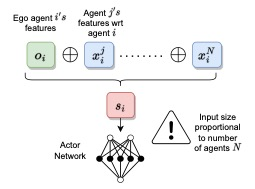 Ego agent i's features
Agent j's features wrt agent i
o_i ⊕ x_i^j ........ ⊕ x_i^N
s_i
Actor Network
Input size proportional to number of agents N